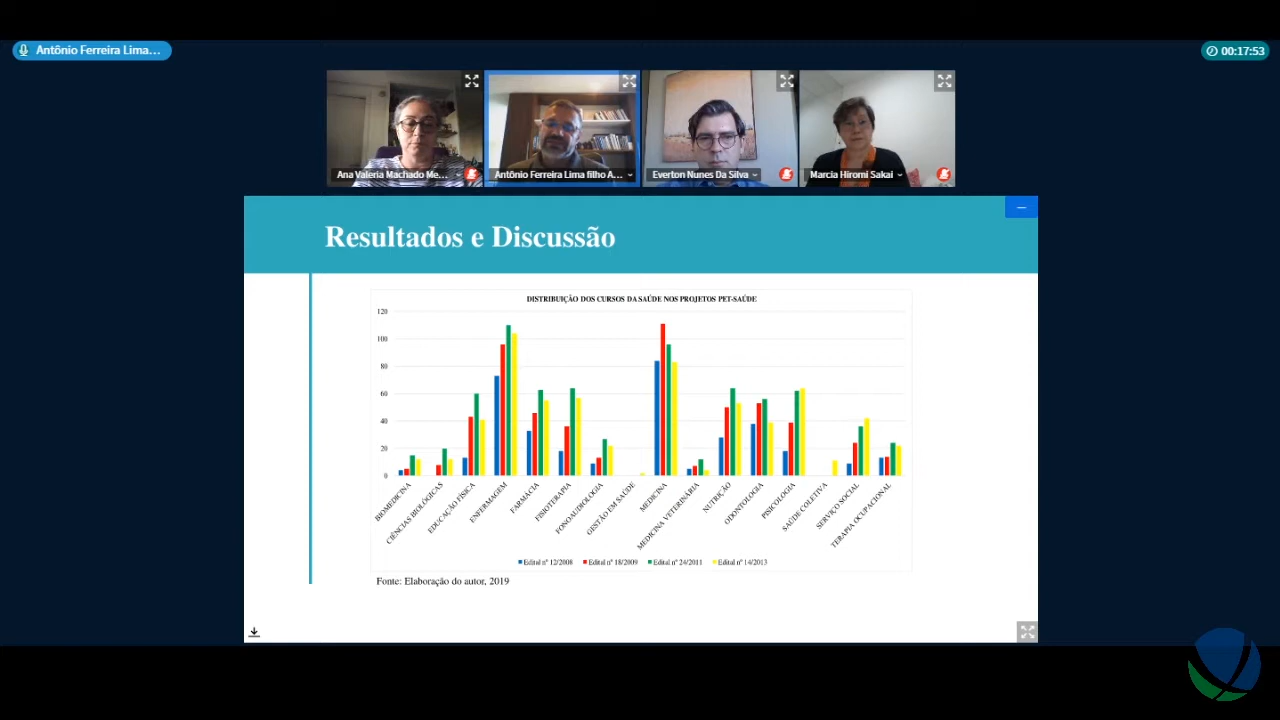 Antônio Ferreira Lima...
00:17:53
Ana Valeria Machado Me...
Antônio Ferreira Lima filho A...
Everton Nunes Da Silva
Marcia Hiromi Sakai
Resultados e Discussão
DISTRIBUIÇÃO DOS CURSOS DA SAÚDE NOS PROJETOS PET-SAÚDE
120
100
80
60
40
20
0
BIOMEDICINA
CIÊNCIAS BIOLÓGICAS
EDUCAÇÃO FÍSICA
ENFERMAGEM
FARMÁCIA
FISIOTERAPIA
FONOAUDIOLOGIA
GESTÃO EM SAÚDE
MEDICINA
MEDICINA VETERINÁRIA
NUTRIÇÃO
ODONTOLOGIA
PISICOLOGIA
SAÚDE COLETIVA
SERVIÇO SOCIAL
TERAPIA OCUPACIONAL
Edital nº 12/2008 Edital nº 18/2009 Edital nº 24/2011 Edital nº 14/2013
Fonte: Elaboração do autor, 2019